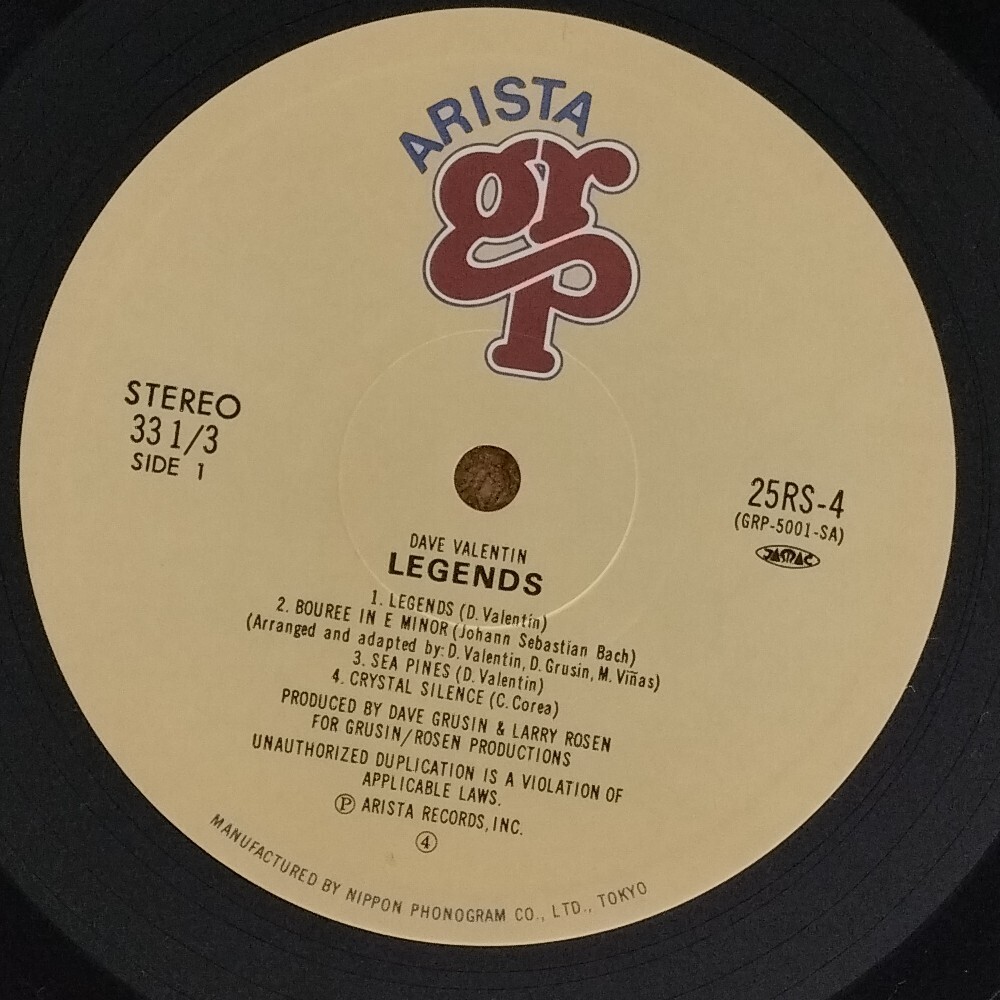 ARISTA
grp
STEREO
33 1/3
SIDE 1
25RS-4
(GRP-5001-SA)
JASRAC
DAVE VALENTIN
LEGENDS
1. LEGENDS (D. Valentin)
2. BOUREE IN E MINOR (Johann Sebastian Bach)
(Arranged and adapted by: D. Valentin, D. Grusin, M. Viñas)
3. SEA PINES (D. Valentin)
4. CRYSTAL SILENCE (C. Corea)
PRODUCED BY DAVE GRUSIN & LARRY ROSEN
FOR GRUSIN/ROSEN PRODUCTIONS
UNAUTHORIZED DUPLICATION IS A VIOLATION OF
APPLICABLE LAWS.
Ⓟ ARISTA RECORDS, INC.
④
MANUFACTURED BY NIPPON PHONOGRAM CO., LTD., TOKYO